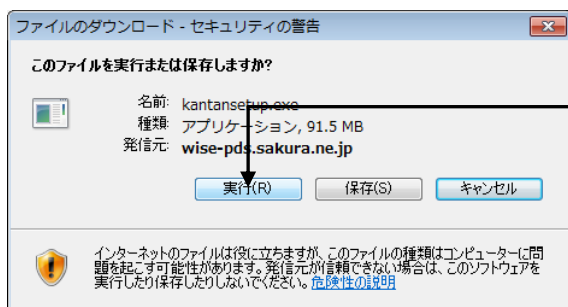 ファイルのダウンロード - セキュリティの警告
このファイルを実行または保存しますか?
名前: kantansetup.exe
種類: アプリケーション, 91.5 MB
発信元: wise-pds.sakura.ne.jp
実行(R) 保存(S) キャンセル
インターネットのファイルは役に立ちますが、このファイルの種類はコンピューターに問
題を起こす可能性があります。発信元が信頼できない場合は、このソフトウェアを
実行したり保存したりしないでください。危険性の説明